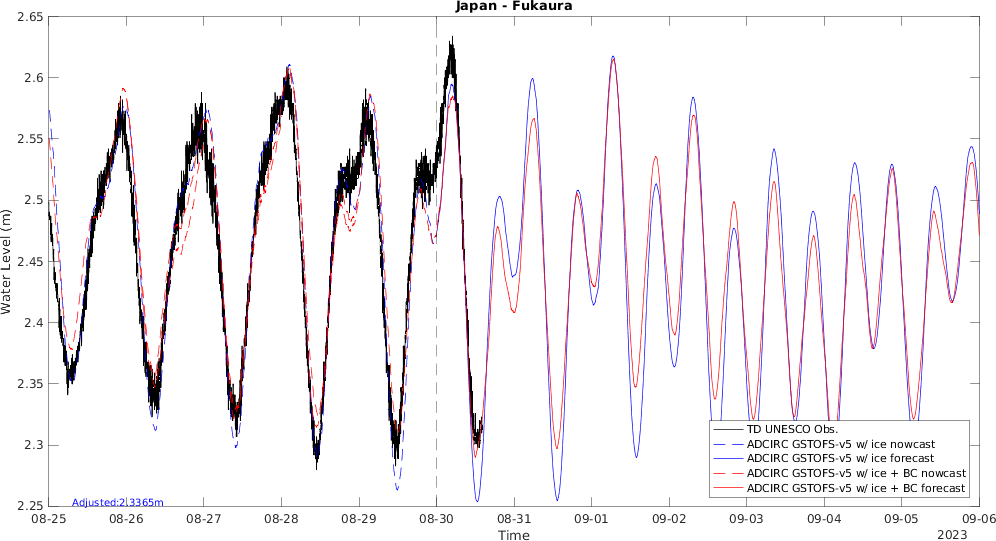 Japan - Fukaura
2.65
2.6
2.55
2.5
2.45
2.4
2.35
2.3
2.25
Water Level (m)
TD UNESCO Obs.
ADCIRC GSTOFS-v5 w/ ice nowcast
ADCIRC GSTOFS-v5 w/ ice forecast
ADCIRC GSTOFS-v5 w/ ice + BC nowcast
ADCIRC GSTOFS-v5 w/ ice + BC forecast
Adjusted:2.3365m
08-25 08-26 08-27 08-28 08-29 08-30 08-31 09-01 09-02 09-03 09-04 09-05 09-06
Time
2023